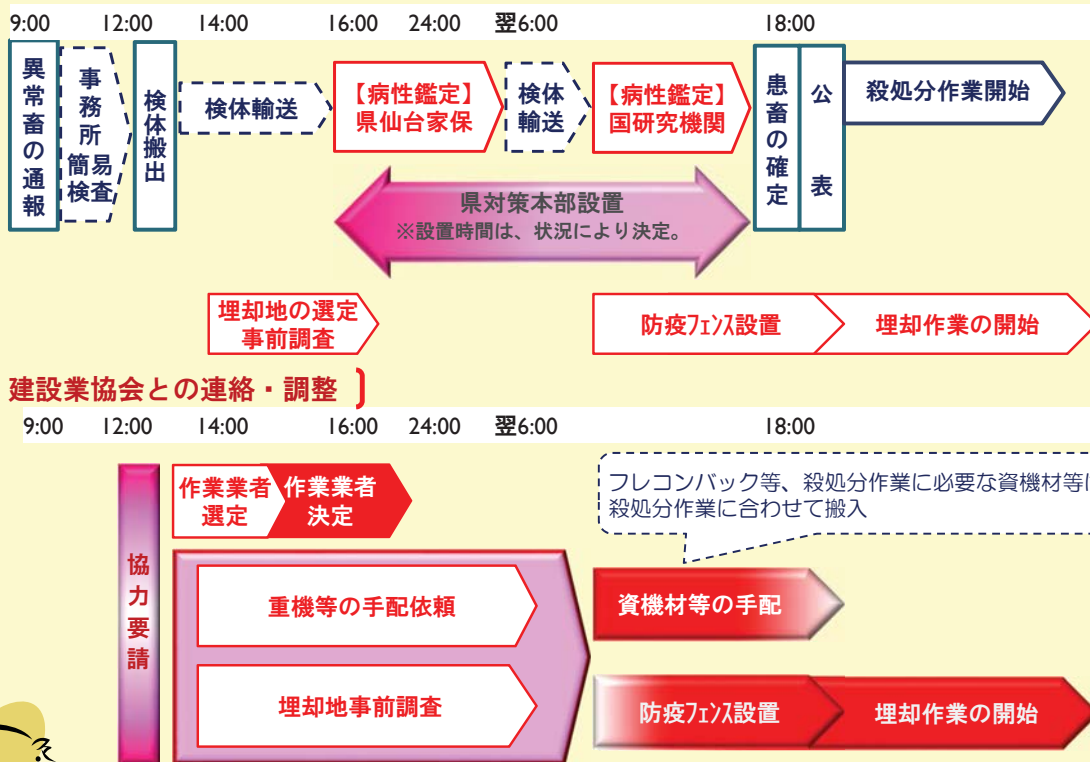 9:00 12:00 14:00 16:00 24:00 翌6:00 18:00
異常畜の通報
事務所
簡易
検査
検体搬出
検体輸送
【病性鑑定】
県仙台家保
検体
輸送
【病性鑑定】
国研究機関
患畜の確定
公表
殺処分作業開始
県対策本部設置
※設置時間は、状況により決定。
埋却地の選定
事前調査
防疫ﾌｪﾝｽ設置
埋却作業の開始
建設業協会との連絡・調整
9:00 12:00 14:00 16:00 24:00 翌6:00 18:00
協力要請
作業業者
選定
作業業者
決定
フレコンバック等、殺処分作業に必要な資機材等
殺処分作業に合わせて搬入
重機等の手配依頼
資機材等の手配
埋却地事前調査
防疫ﾌｪﾝｽ設置
埋却作業の開始